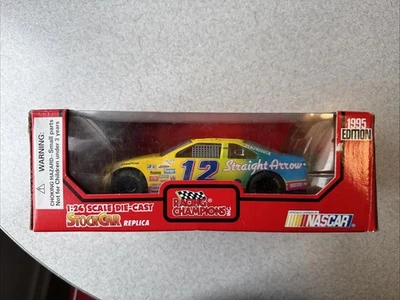 1995
EDITION
⚠ WARNING:
CHOKING HAZARD-Small parts
Not for Children under 3 years
12
Straight Arrow
1:24 SCALE DIE-CAST
STOCK CAR
REPLICA
RACING
CHAMPIONS
NASCAR